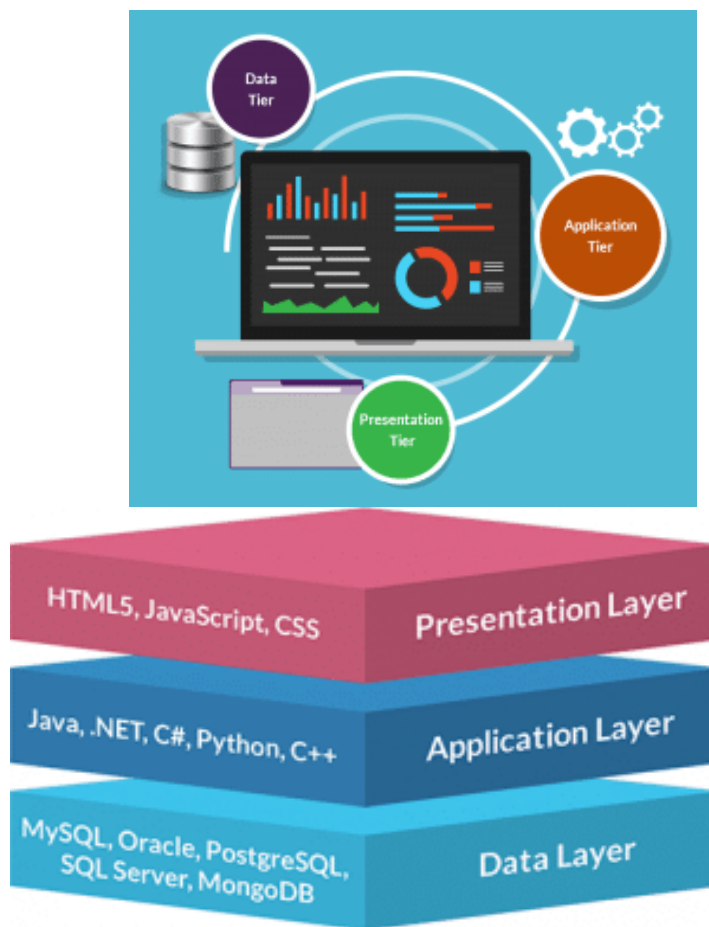 Data
Tier
Application
Tier
Presentation
Tier
HTML5, JavaScript, CSS
Presentation Layer
Java, .NET, C#, Python, C++
Application Layer
MySQL, Oracle, PostgreSQL,
SQL Server, MongoDB
Data Layer